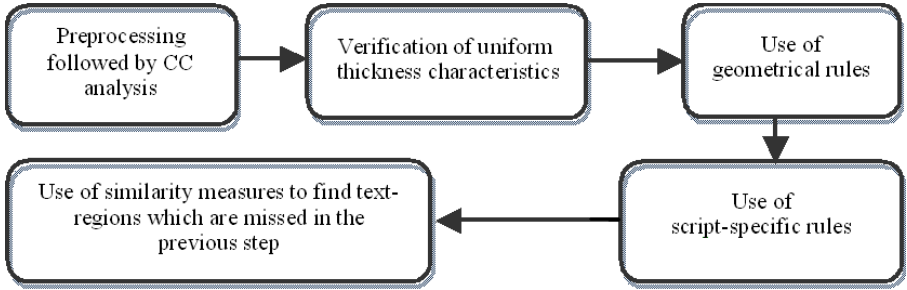 Preprocessing
followed by CC
analysis
Verification of uniform
thickness characteristics
Use of
geometrical rules
Use of
script-specific rules
Use of similarity measures to find text-
regions which are missed in the
previous step